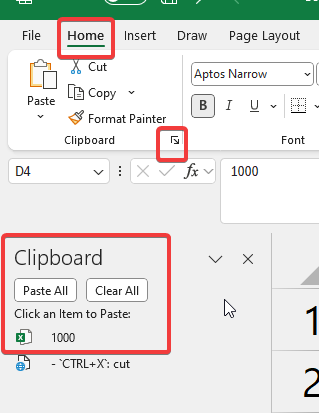 File Home Insert Draw Page Layout
Cut
Copy
Paste
Format Painter
Clipboard
Aptos Narrow
B I U
Font
D4 fx 1000
Clipboard
Paste All Clear All
Click an Item to Paste:
1000
- `CTRL+X`: cut
1
2